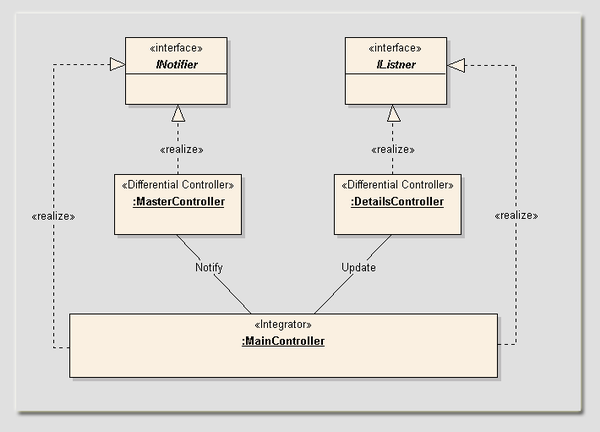 «interface»
INotifier
«interface»
IListner
«realize»
«realize»
«Differential Controller»
:MasterController
«Differential Controller»
:DetailsController
«realize»
«realize»
Notify
Update
«Integrator»
:MainController